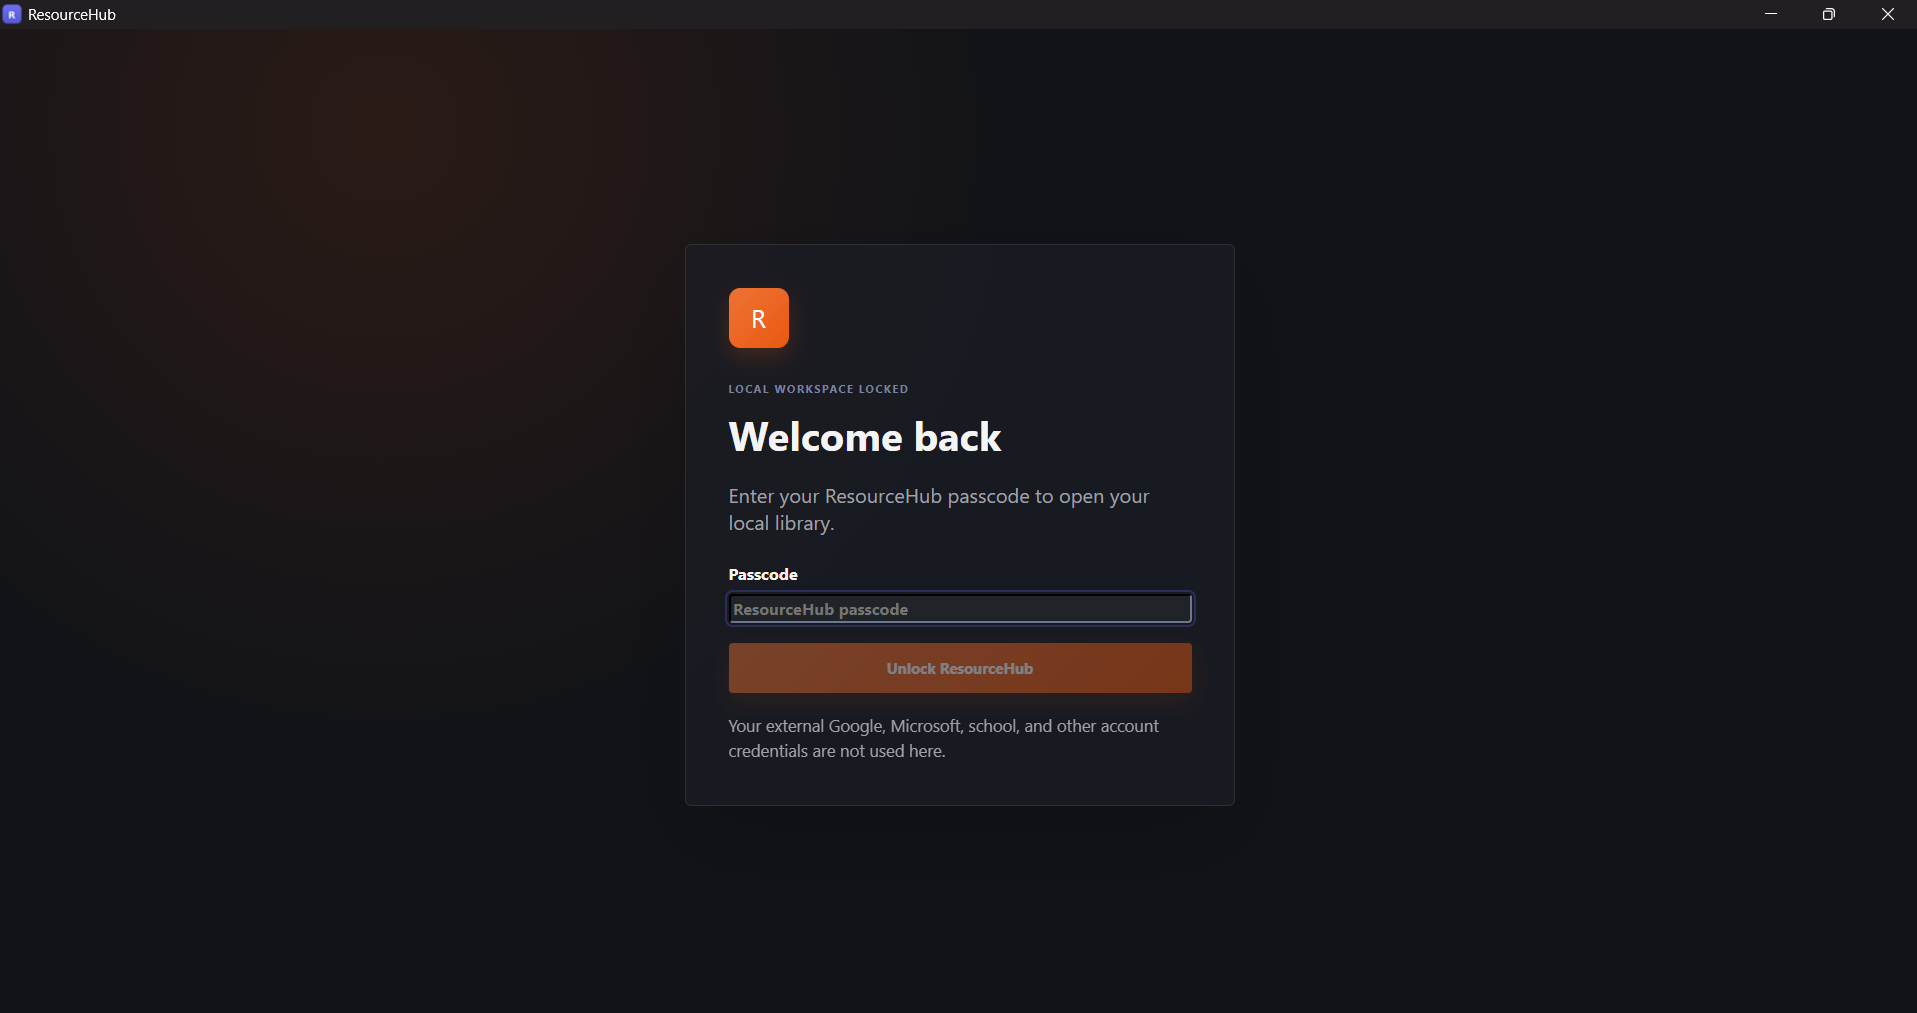 R ResourceHub
R
LOCAL WORKSPACE LOCKED
Welcome back
Enter your ResourceHub passcode to open your
local library.
Passcode
ResourceHub passcode
Unlock ResourceHub
Your external Google, Microsoft, school, and other account
credentials are not used here.